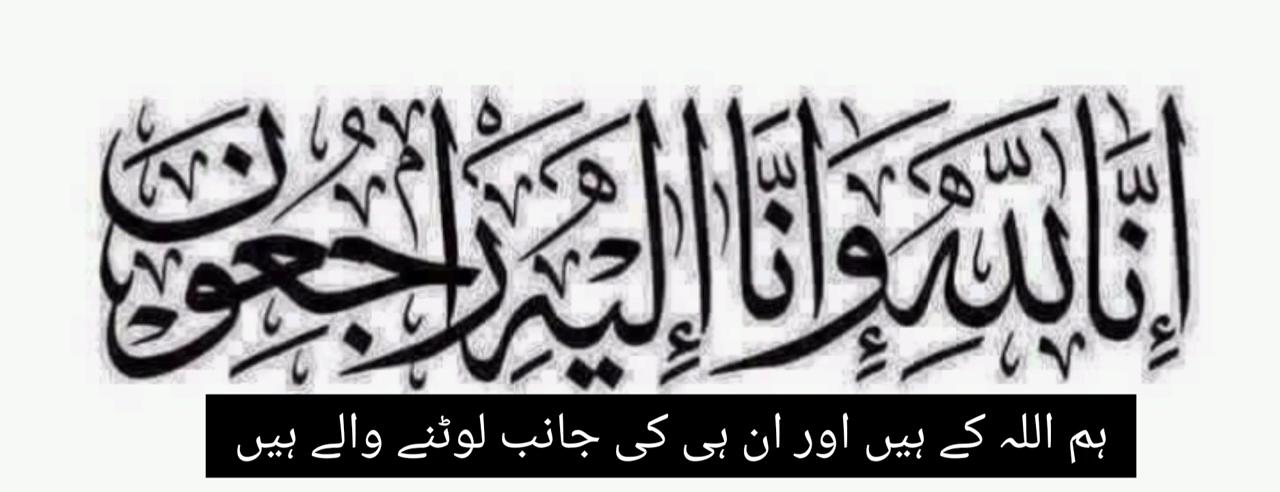 إِنَّا لِلَّٰهِ وَإِنَّا إِلَيْهِ رَاجِعُونَ
ہم اللہ کے ہیں اور ان ہی کی جانب لوٹنے والے ہیں